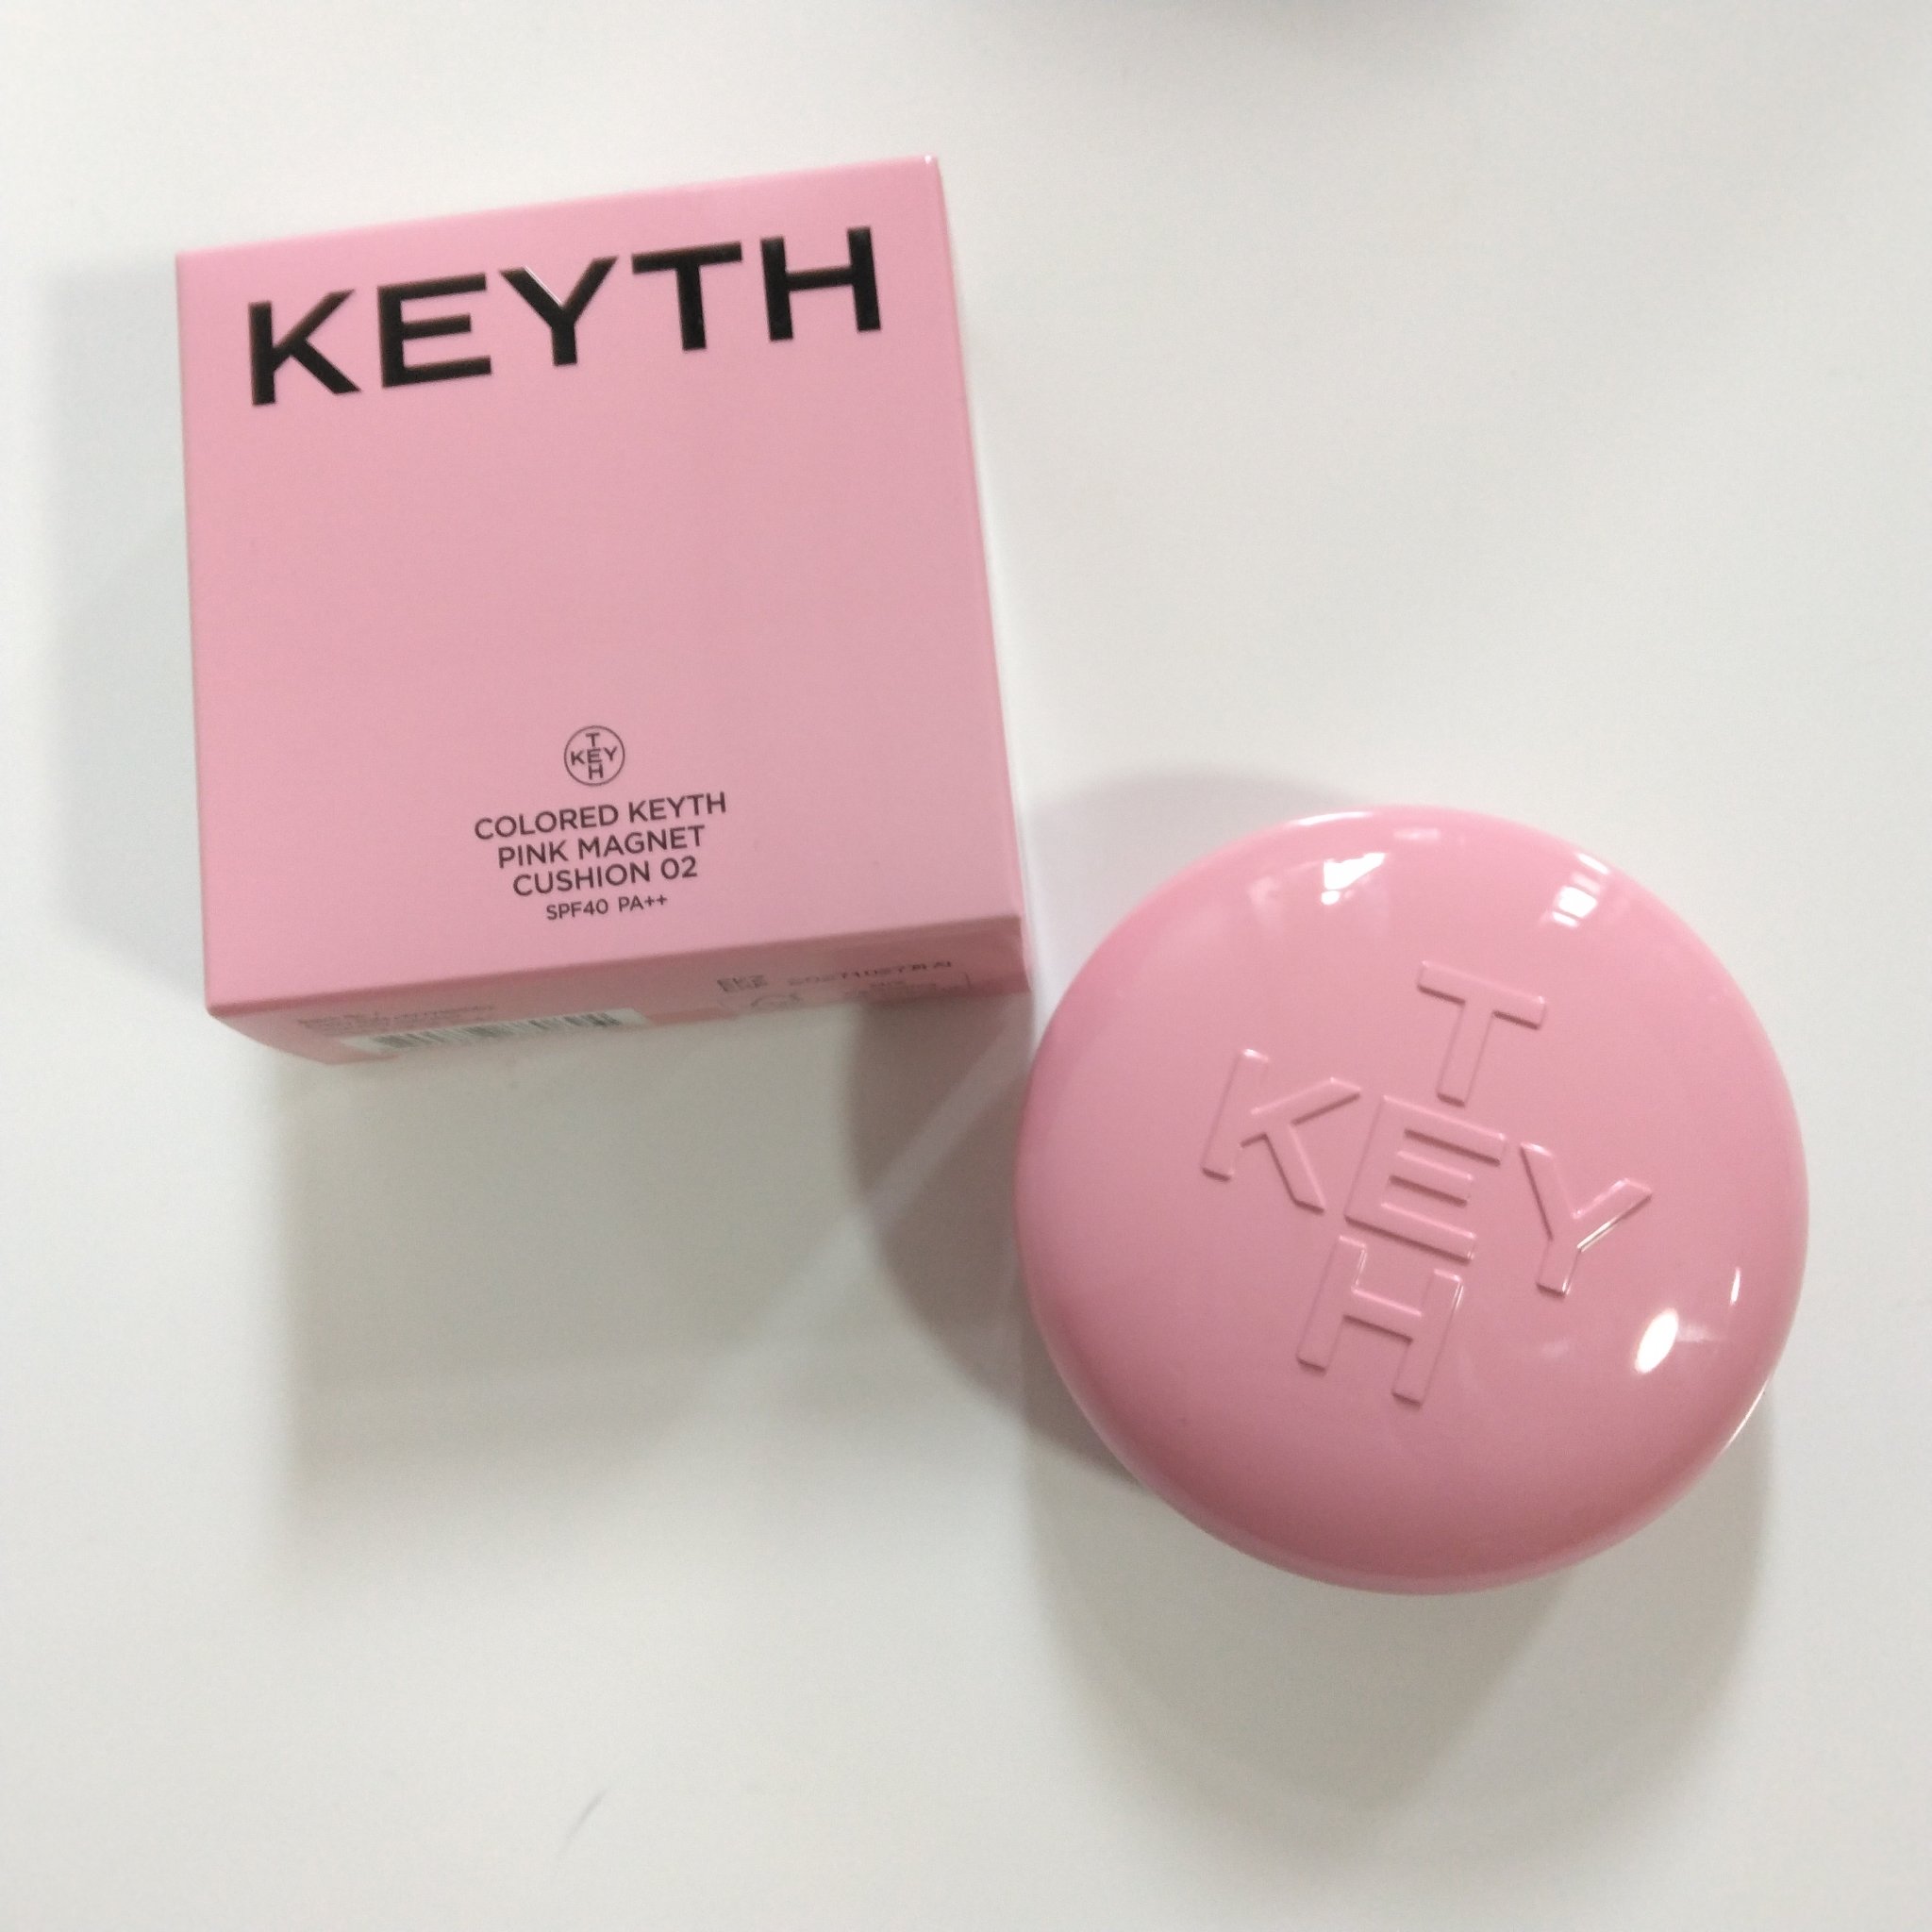 KEYTH
T
KEY
H
COLORED KEYTH
PINK MAGNET
CUSHION 02
SPF40 PA++
T
KEY
H